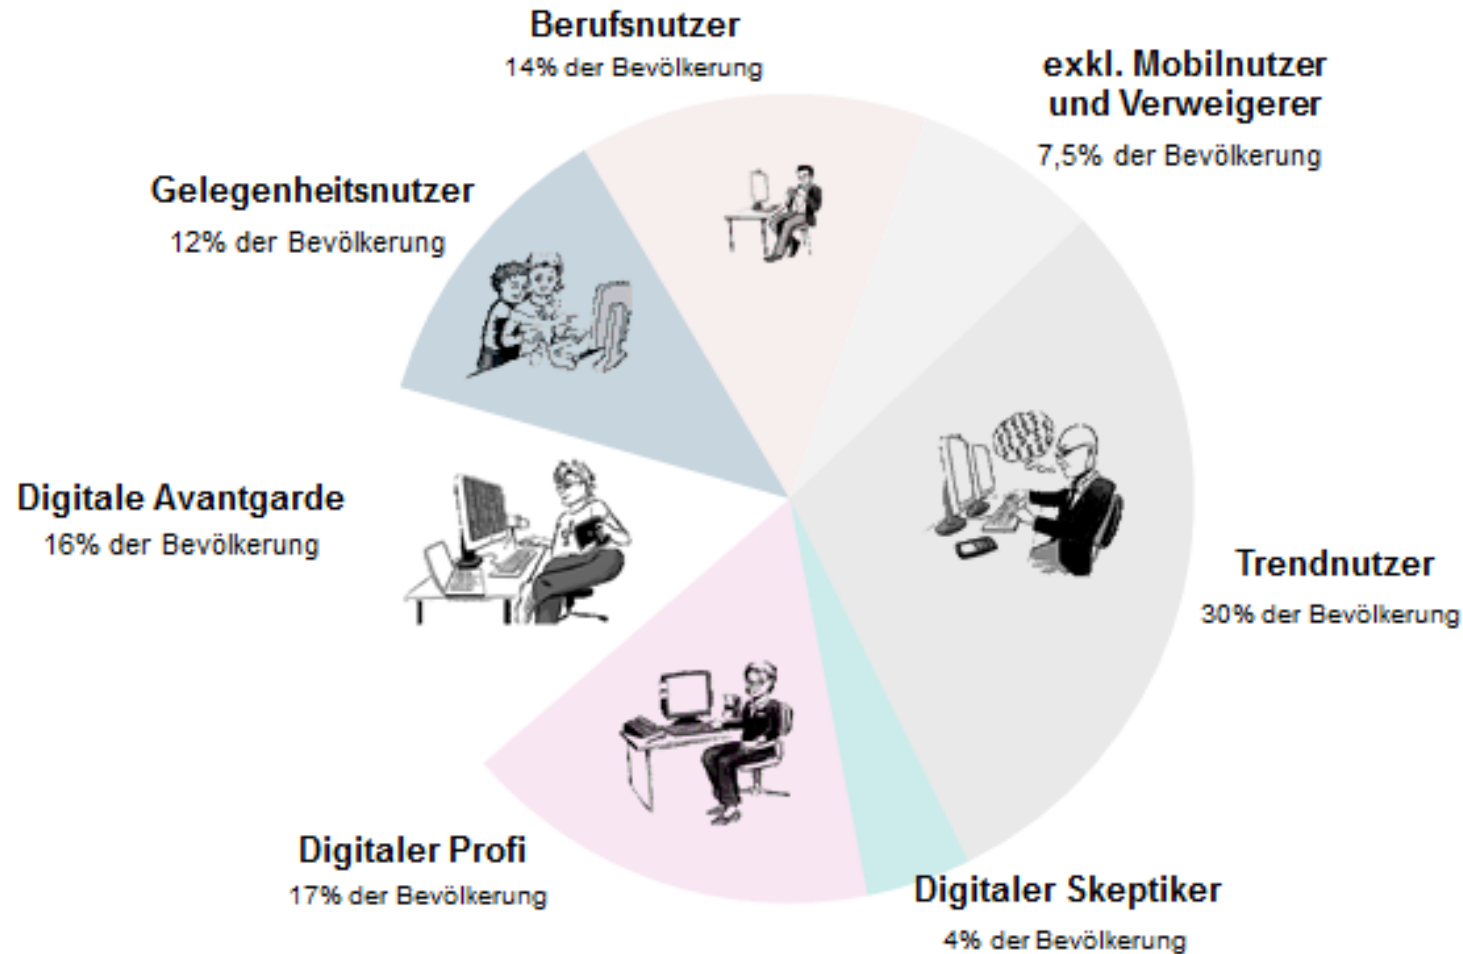 Berufsnutzer
14% der Bevölkerung
exkl. Mobilnutzer
und Verweigerer
7,5% der Bevölkerung
Gelegenheitsnutzer
12% der Bevölkerung
Digitale Avantgarde
16% der Bevölkerung
Trendnutzer
30% der Bevölkerung
Digitaler Profi
17% der Bevölkerung
Digitaler Skeptiker
4% der Bevölkerung